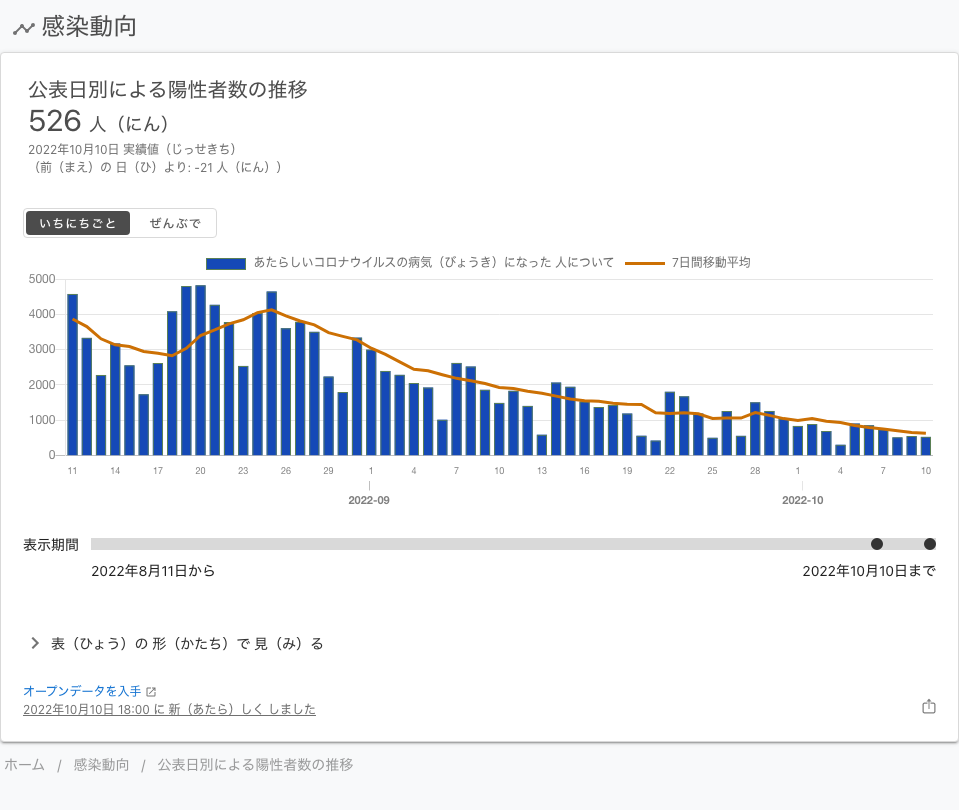 感染動向
公表日別による陽性者数の推移
526 人（にん）
2022年10月10日 実績値（じっせきち）
（前（まえ）の 日（ひ）より: -21 人（にん））
いちにちごと ぜんぶで
あたらしいコロナウイルスの病気（びょうき）になった 人について 7日間移動平均
5000
4000
3000
2000
1000
0
11 14 17 20 23 26 29 1 4 7 10 13 16 19 22 25 28 1 4 7 10
2022-09 2022-10
表示期間
2022年8月11日から 2022年10月10日まで
表（ひょう）の 形（かたち）で 見（み）る
オープンデータを入手
2022年10月10日 18:00 に 新（あたら）しく しました
ホーム / 感染動向 / 公表日別による陽性者数の推移